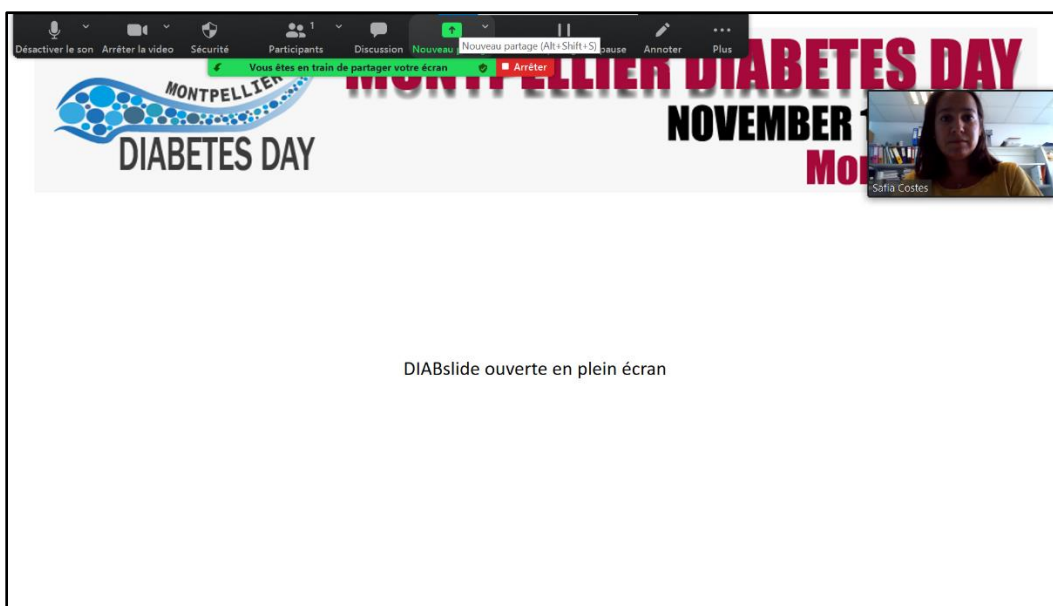 1
Désactiver le son Arrêter la video Sécurité Participants Discussion Nouveau pause Annoter Plus
Nouveau partage (Alt+Shift+S)
Vous êtes en train de partager votre écran Arrêter
MONTPELLIER DIABETES DAY
MONTPELLIER
DIABETES DAY
NOVEMBER
Safia Costes
DIABslide ouverte en plein écran